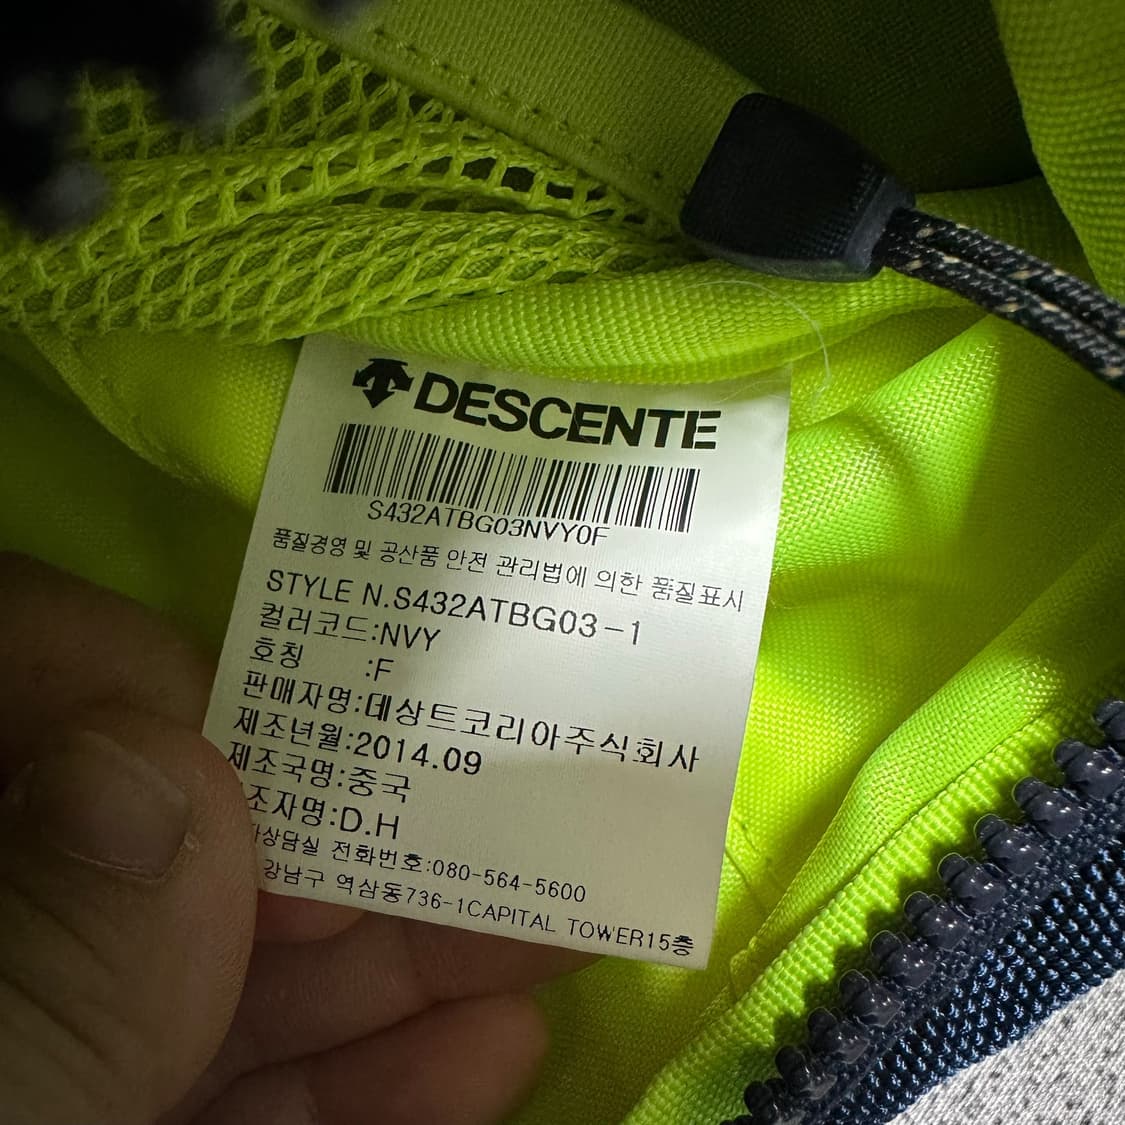 DESCENTE
S432ATBG03NVY0F
품질경영 및 공산품 안전 관리법에 의한 품질표시
STYLE N.S432ATBG03-1
컬러코드:NVY
호칭 :F
판매자명:데상트코리아주식회사
제조년월:2014.09
제조국명:중국
조자명:D.H
상담실 전화번호:080-564-5600
강남구 역삼동736-1CAPITAL TOWER15층